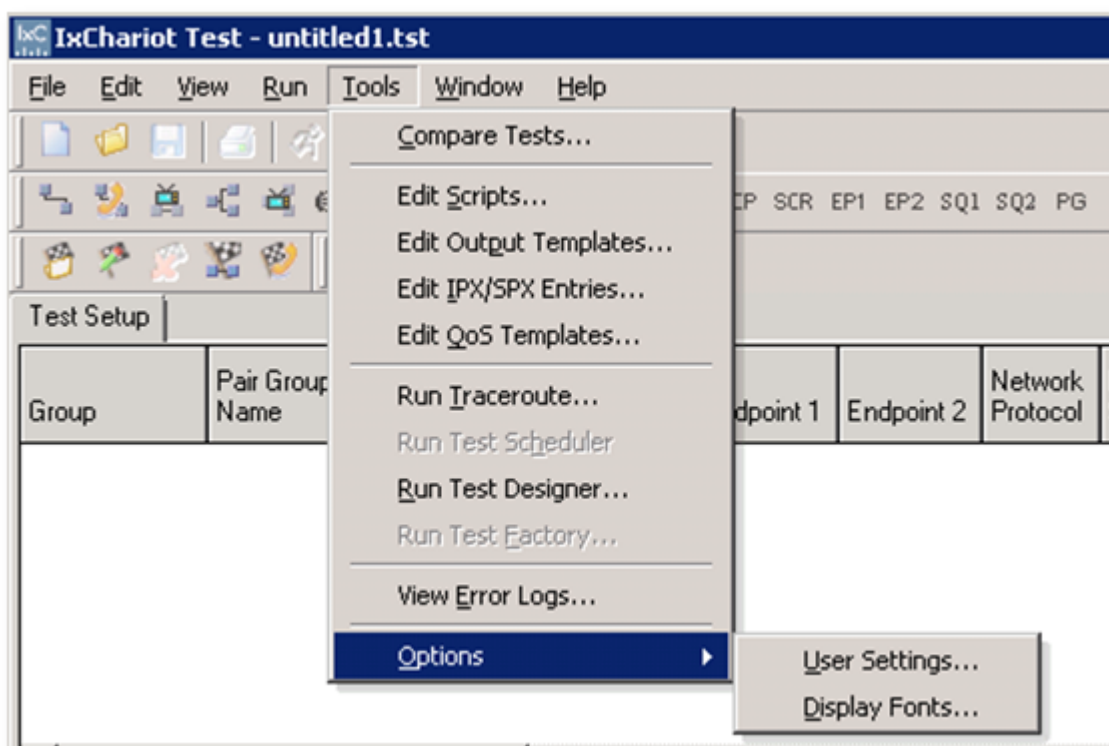 IxC IxChariot Test - untitled1.tst
File Edit View Run Tools Window Help
Compare Tests...
Edit Scripts...
SCR EP1 EP2 SQ1 SQ2 PG
Edit Output Templates...
Edit IPX/SPX Entries...
Test Setup
Edit QoS Templates...
Group
Pair Group
Name
Run Traceroute...
Endpoint 2
Network
Protocol
Run Test Scheduler
Run Test Designer...
Run Test Factory...
View Error Logs...
Options
User Settings...
Display Fonts...